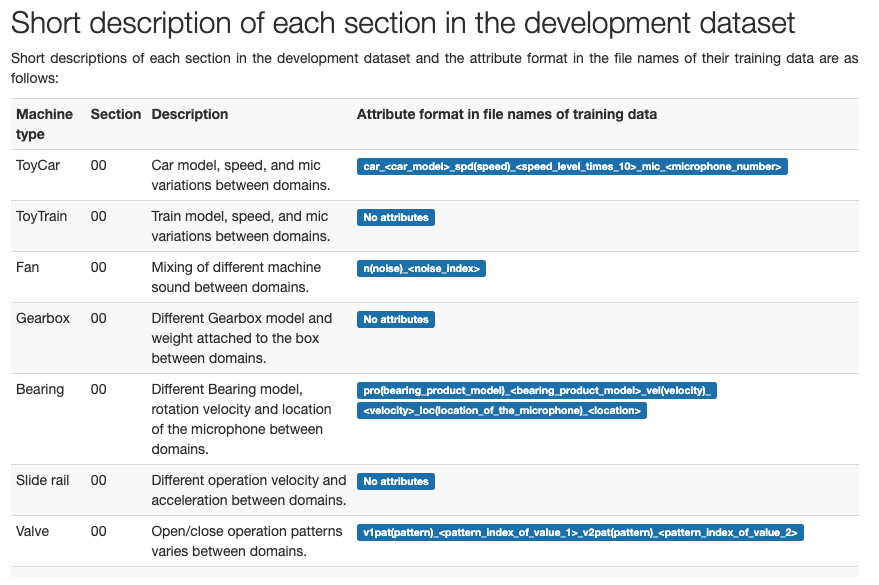 Short description of each section in the development dataset
Short descriptions of each section in the development dataset and the attribute format in the file names of their training data are as
follows:
Machine type Section Description Attribute format in file names of training data
ToyCar 00 Car model, speed, and mic car_<car_model>_spd(speed)_<speed_level_times_10>_mic_<microphone_number>
variations between domains.
ToyTrain 00 Train model, speed, and mic No attributes
variations between domains.
Fan 00 Mixing of different machine n(noise)_<noise_index>
sound between domains.
Gearbox 00 Different Gearbox model and No attributes
weight attached to the box
between domains.
Bearing 00 Different Bearing model, pro(bearing_product_model)_<bearing_product_model>_vel(velocity)_
rotation velocity and location <velocity>_loc(location_of_the_microphone)_<location>
of the microphone between
domains.
Slide rail 00 Different operation velocity and No attributes
acceleration between domains.
Valve 00 Open/close operation patterns v1pat(pattern)_<pattern_index_of_value_1>_v2pat(pattern)_<pattern_index_of_value_2>
varies between domains.